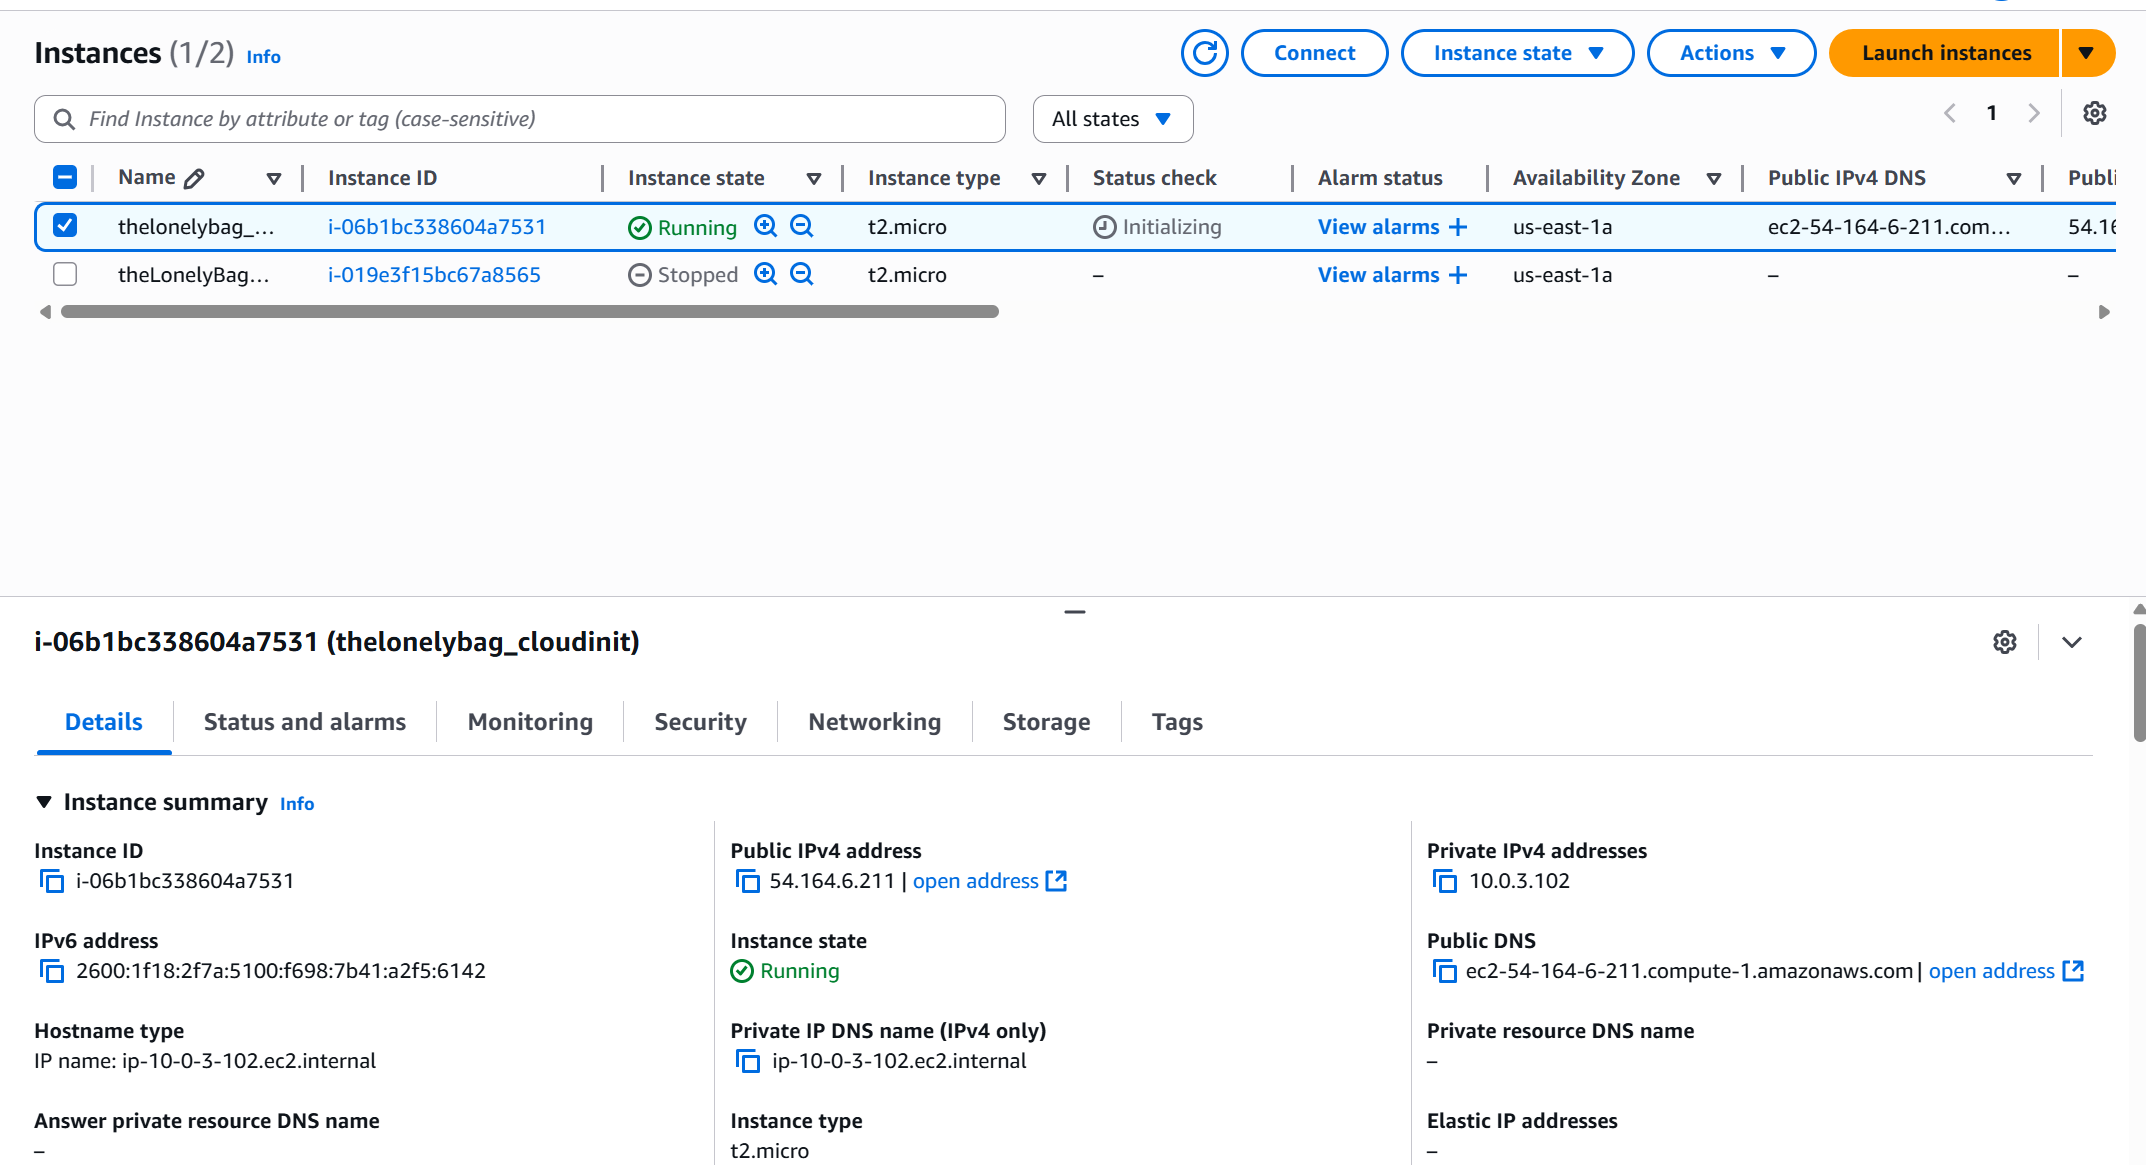 Instances (1/2) Info
Connect
Instance state
Actions
Launch instances
Find Instance by attribute or tag (case-sensitive)
All states
1
Name Instance ID Instance state Instance type Status check Alarm status Availability Zone Public IPv4 DNS Publi
thelonelybag_... i-06b1bc338604a7531 Running t2.micro Initializing View alarms + us-east-1a ec2-54-164-6-211.com... 54.16
theLonelyBag... i-019e3f15bc67a8565 Stopped t2.micro – View alarms + us-east-1a – –
i-06b1bc338604a7531 (thelonelybag_cloudinit)
Details Status and alarms Monitoring Security Networking Storage Tags
Instance summary Info
Instance ID
i-06b1bc338604a7531
Public IPv4 address
54.164.6.211 | open address
Private IPv4 addresses
10.0.3.102
IPv6 address
2600:1f18:2f7a:5100:f698:7b41:a2f5:6142
Instance state
Running
Public DNS
ec2-54-164-6-211.compute-1.amazonaws.com | open address
Hostname type
IP name: ip-10-0-3-102.ec2.internal
Private IP DNS name (IPv4 only)
ip-10-0-3-102.ec2.internal
Private resource DNS name
–
Answer private resource DNS name
–
Instance type
t2.micro
Elastic IP addresses
–